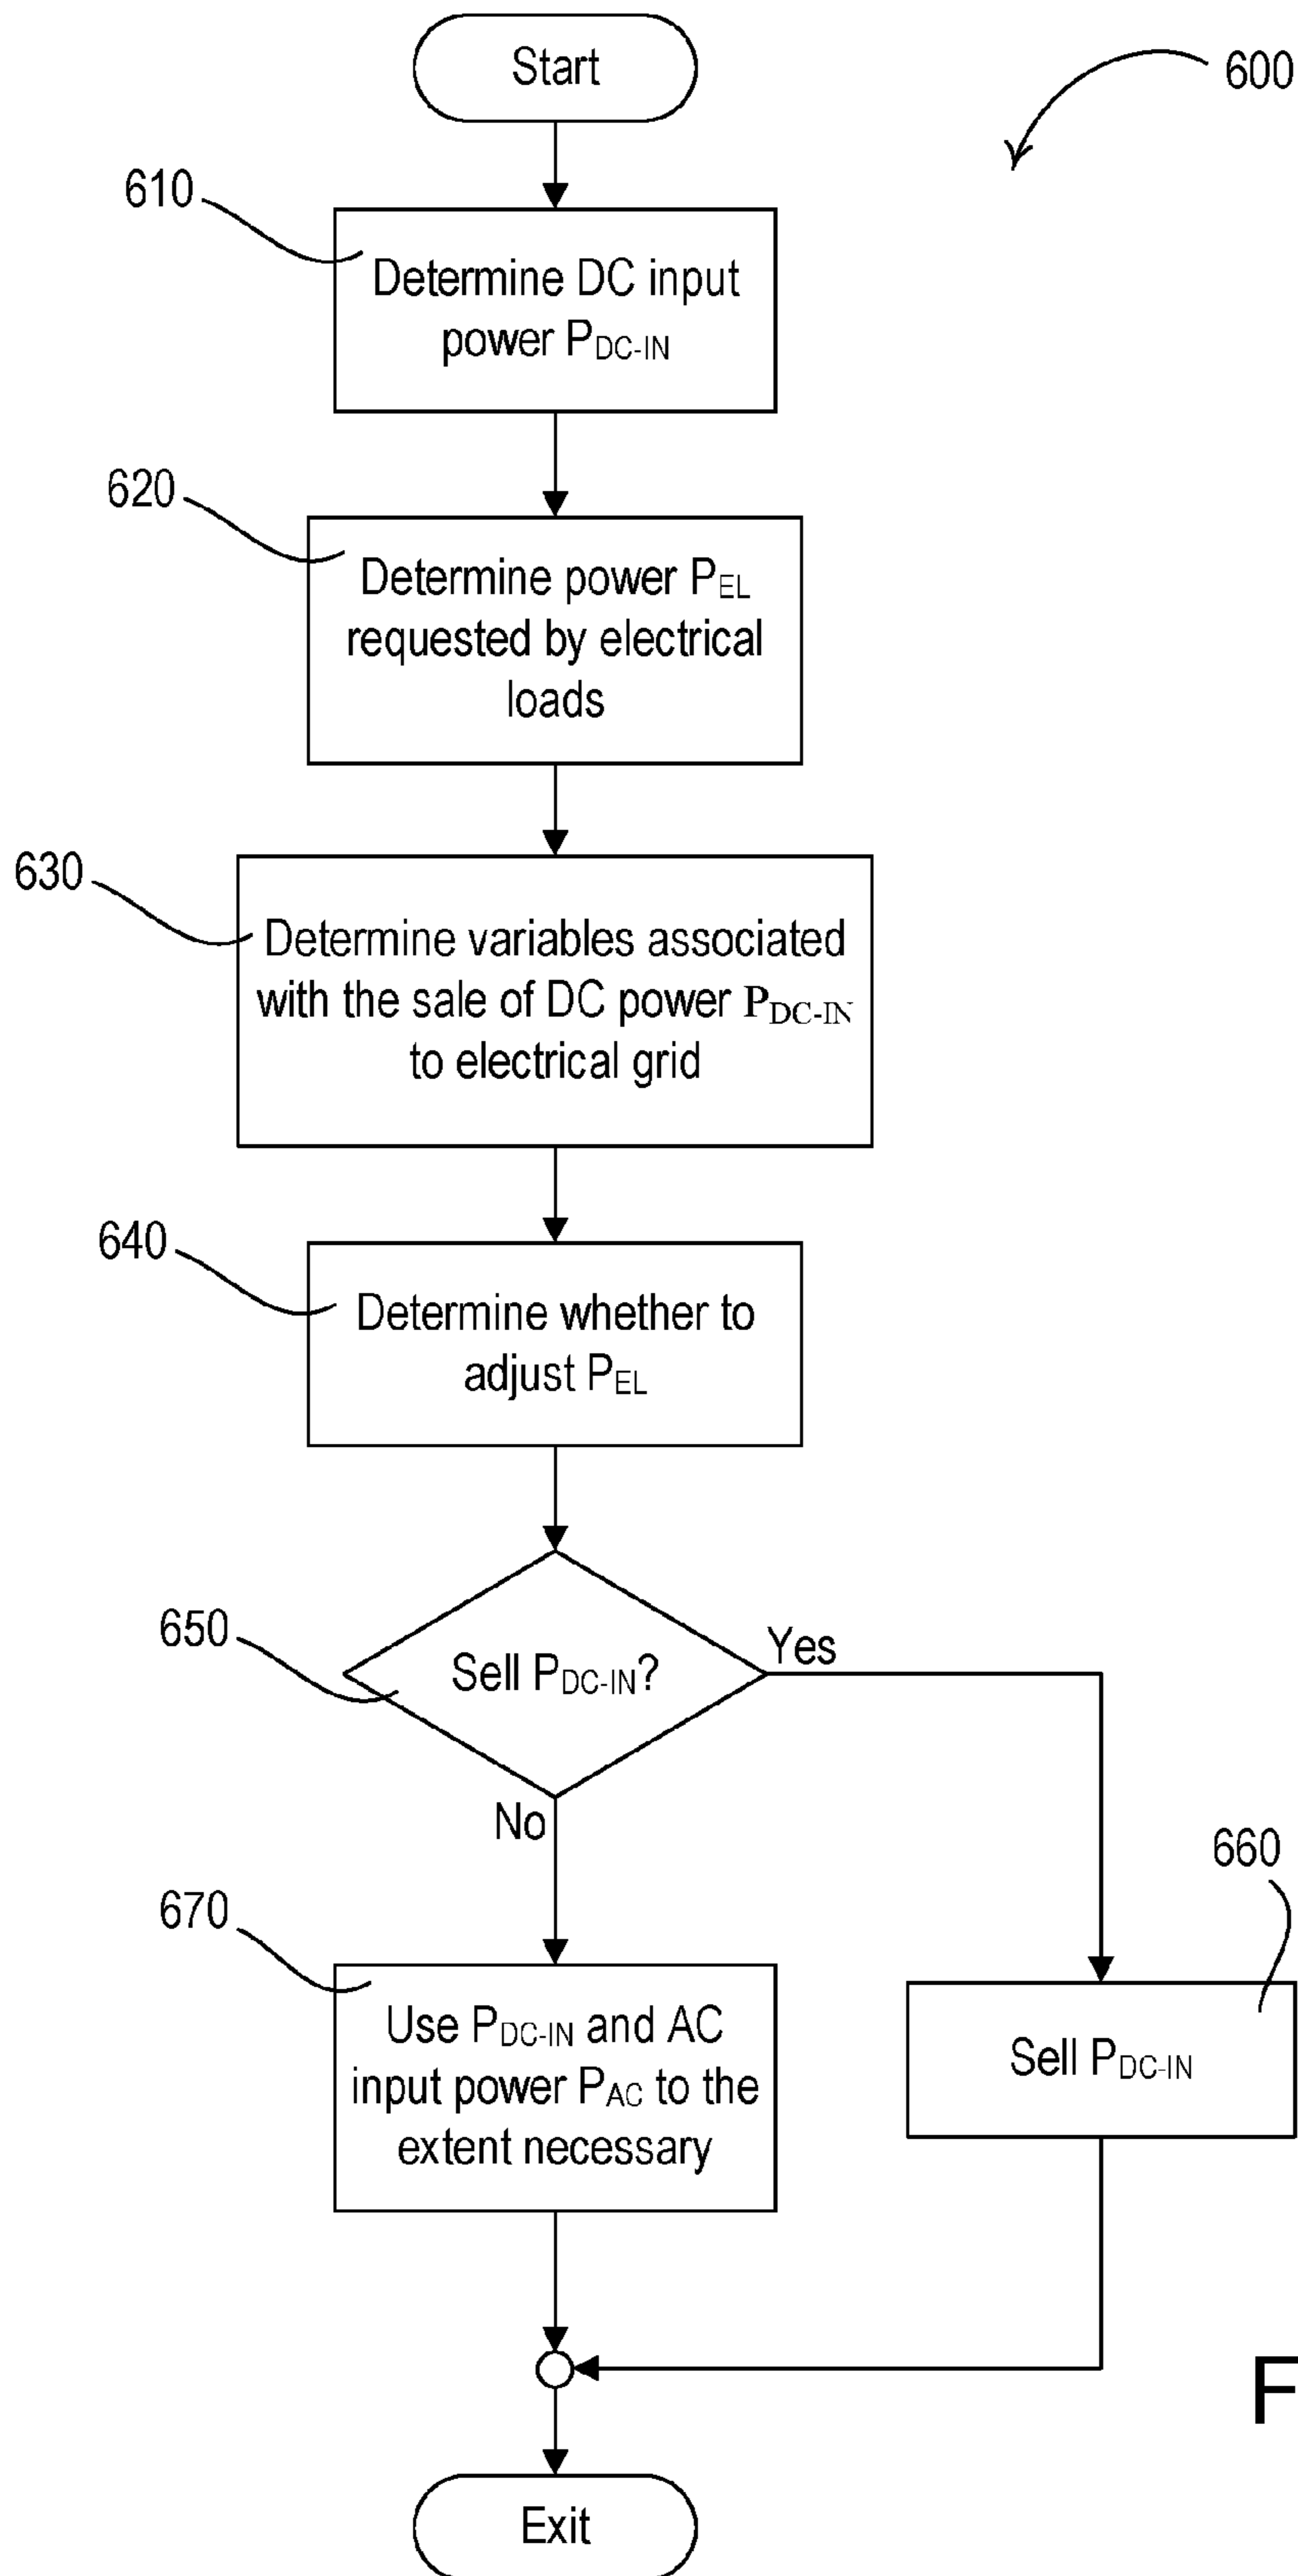 Start
600
610
Determine DC input
power PDC-IN
620
Determine power PEL
requested by electrical
loads
630
Determine variables associated
with the sale of DC power PDC-IN
to electrical grid
640
Determine whether to
adjust PEL
650
Sell PDC-IN?
Yes
No
660
670
Use PDC-IN and AC
input power PAC to the
extent necessary
Sell PDC-IN
F
Exit